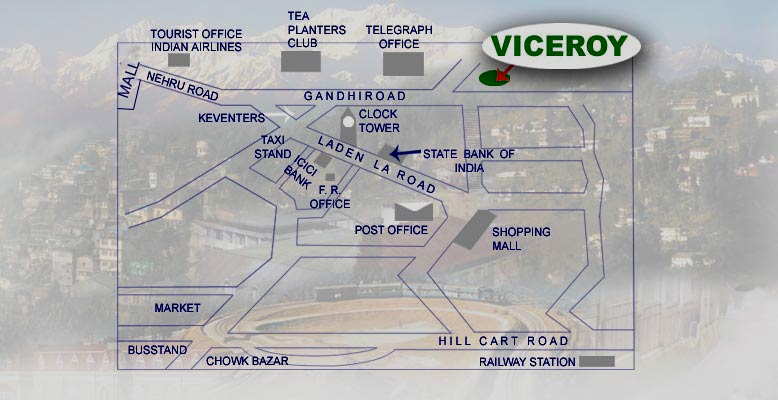 TOURIST OFFICE
INDIAN AIRLINES
TEA
PLANTERS
CLUB
TELEGRAPH
OFFICE
VICEROY
MALL
NEHRU ROAD
GANDHIROAD
KEVENTERS
CLOCK
TOWER
TAXI
STAND
ICICI
BANK
LADEN LA ROAD
STATE BANK OF
INDIA
F. R.
OFFICE
POST OFFICE
SHOPPING
MALL
MARKET
HILL CART ROAD
BUSSTAND
CHOWK BAZAR
RAILWAY STATION